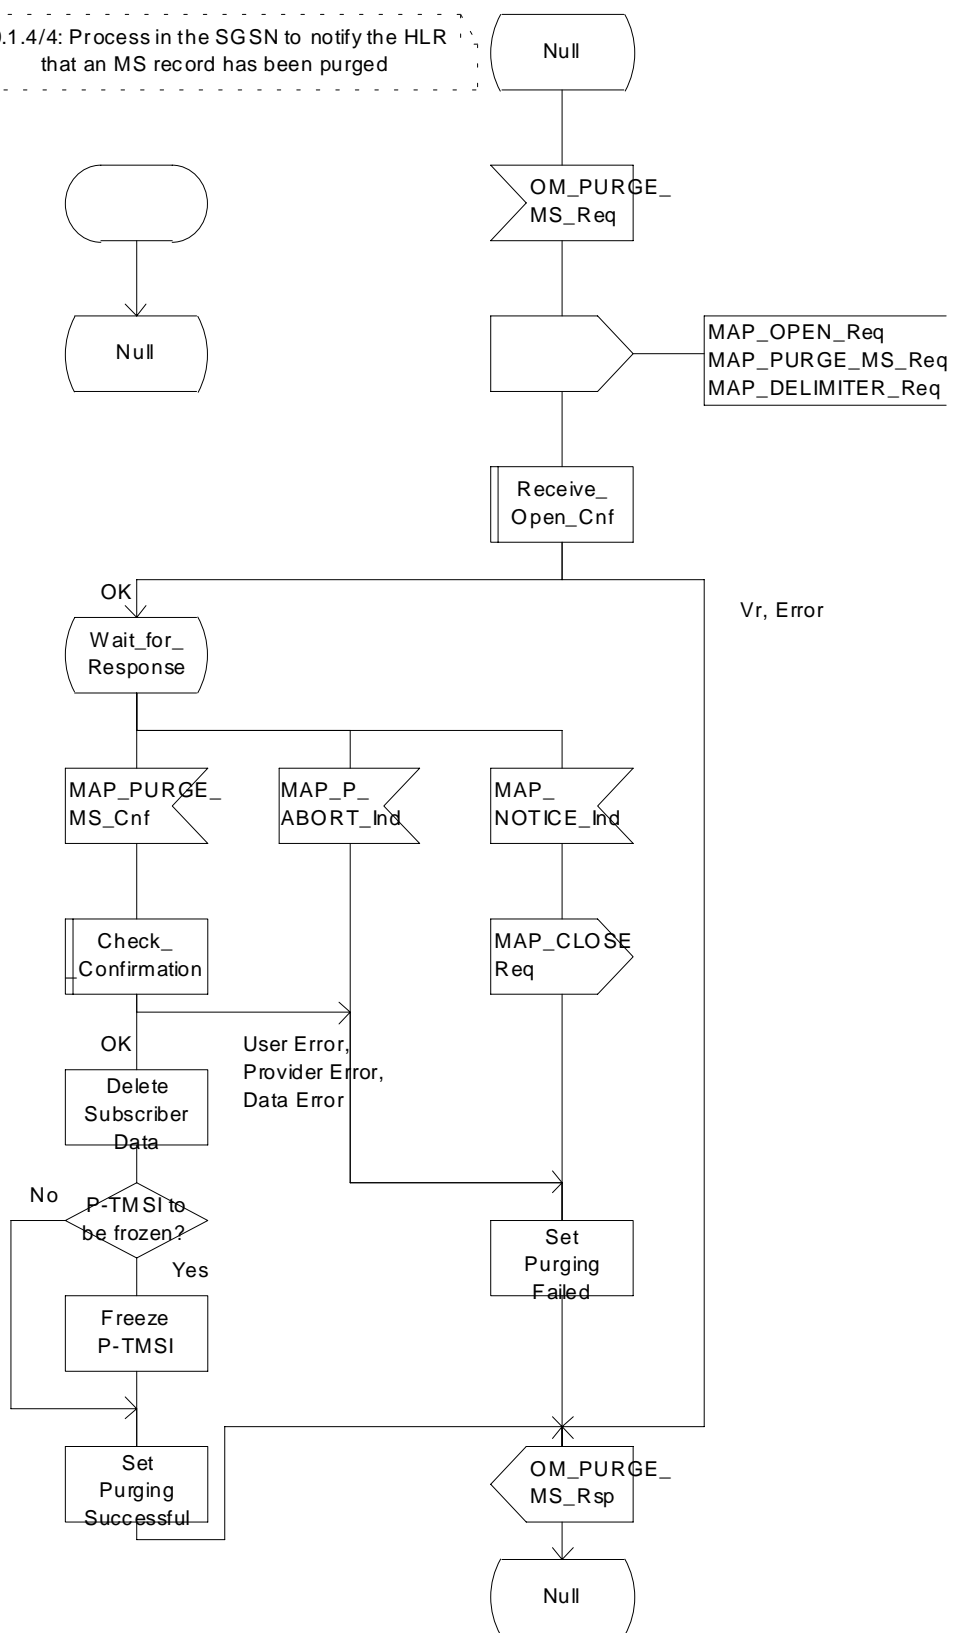 .1.4/4: Process in the SGSN to notify the HLR
that an MS record has been purged
Null
OM_PURGE_
MS_Req
Null
MAP_OPEN_Req
MAP_PURGE_MS_Req
MAP_DELIMITER_Req
Receive_
Open_Cnf
OK
Vr, Error
Wait_for_
Response
MAP_PURGE_
MS_Cnf
MAP_P_
ABORT_Ind
MAP_
NOTICE_Ind
Check_
Confirmation
MAP_CLOSE
Req
OK
User Error,
Provider Error,
Data Error
Delete
Subscriber
Data
No
P-TMSI to
be frozen?
Yes
Set
Purging
Failed
Freeze
P-TMSI
Set
Purging
Successful
OM_PURGE_
MS_Rsp
Null